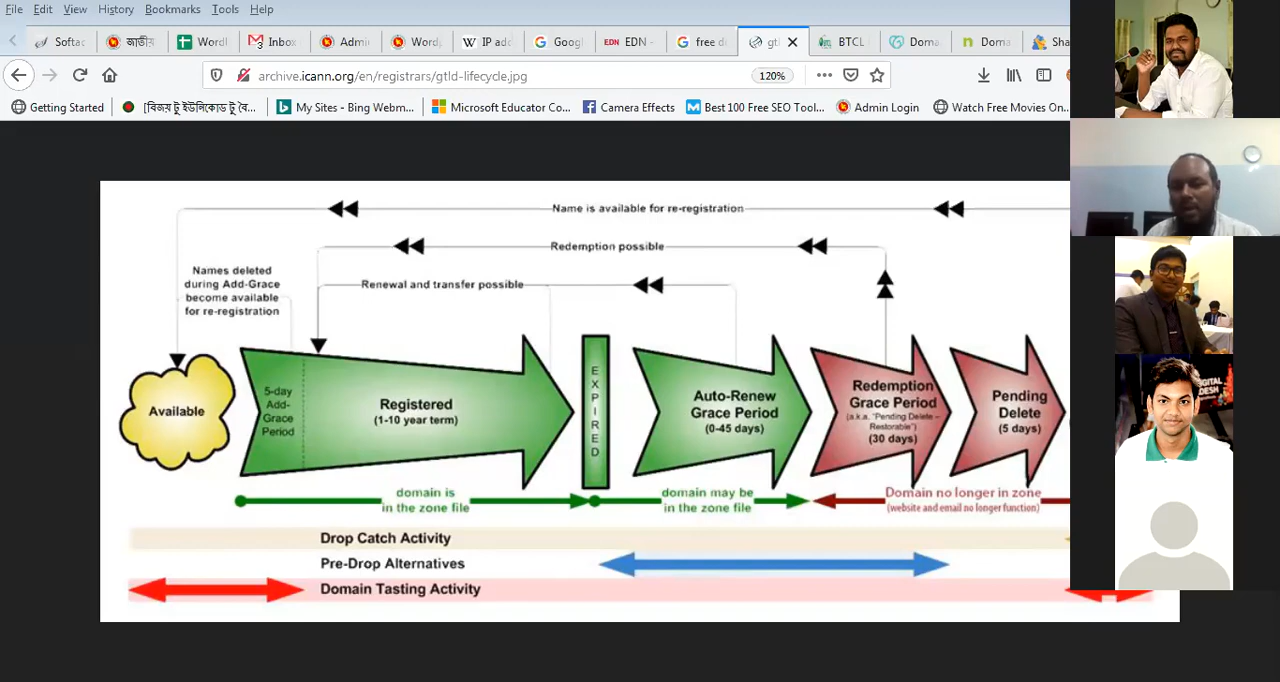 File Edit View History Bookmarks Tools Help
Softac জাতীয় Wordl Inbox Adma Word EDN - Googl free d gtl BTCL Doma Doma Sha
archive.icann.org/en/registrars/gtld-lifecycle.jpg 120%
Getting Started [বিজয় টু ইউনিকোড টু বৈ... My Sites - Bing Webm... Microsoft Educator Co... Camera Effects Best 100 Free SEO Tool... Admin Login Watch Free Movies On...
Name is available for re-registration
Redemption possible
Names deleted
during Add-Grace
become available
for re-registration
Renewal and transfer possible
Available
5-day
Add-
Grace
Period
Registered
(1-10 year term)
EXPIRED
Auto-Renew
Grace Period
(0-45 days)
Redemption
Grace Period
(a.k.a. "Pending Delete –
Restorable")
(30 days)
Pending
Delete
(5 days)
domain is
in the zone file
domain may be
in the zone file
Domain no longer in zone
(website and email no longer function)
Drop Catch Activity
Pre-Drop Alternatives
Domain Tasting Activity